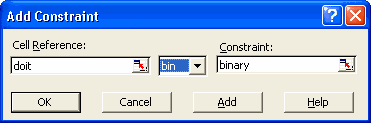 Add Constraint
Cell Reference: Constraint:
doit bin binary
OK Cancel Add Help